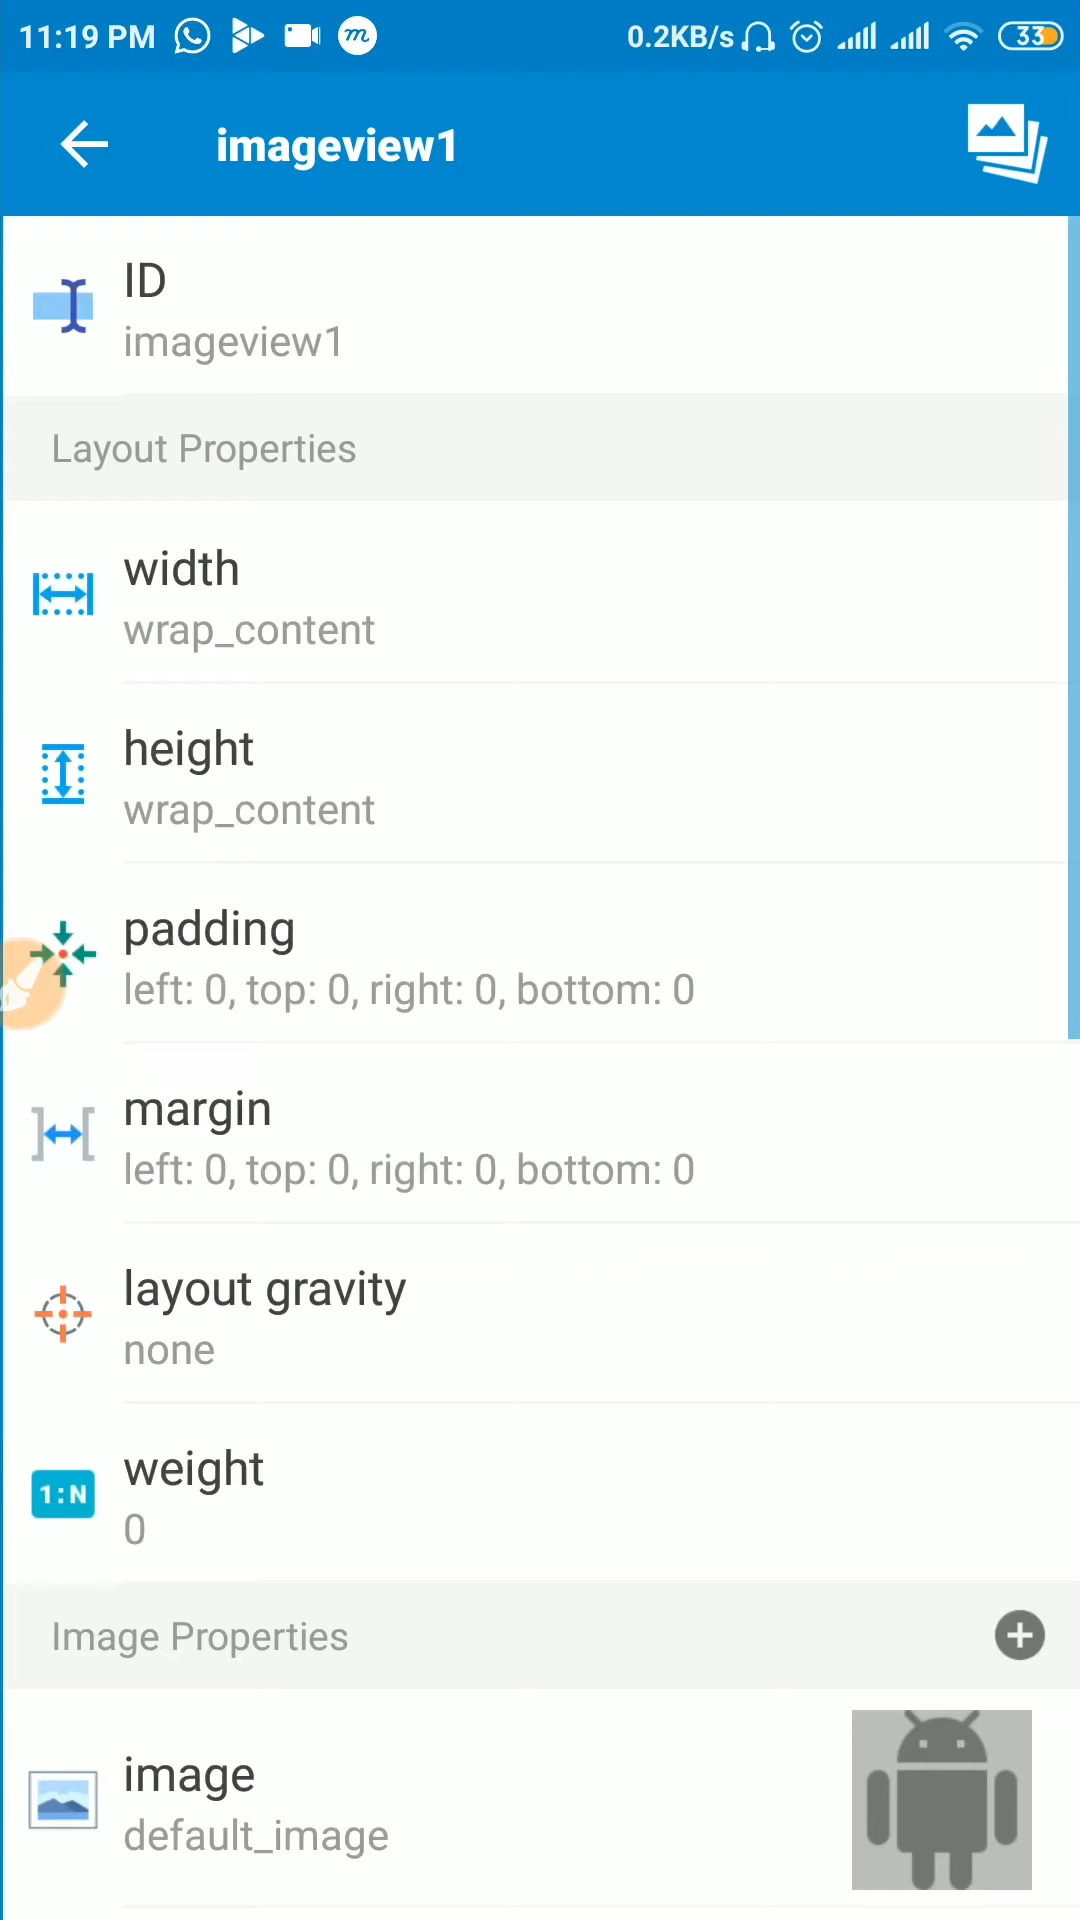 11:19 PM m 0.2KB/s 33
imageview1
ID
imageview1
Layout Properties
width
wrap_content
height
wrap_content
padding
left: 0, top: 0, right: 0, bottom: 0
margin
left: 0, top: 0, right: 0, bottom: 0
layout gravity
none
1:N weight
0
Image Properties
image
default_image